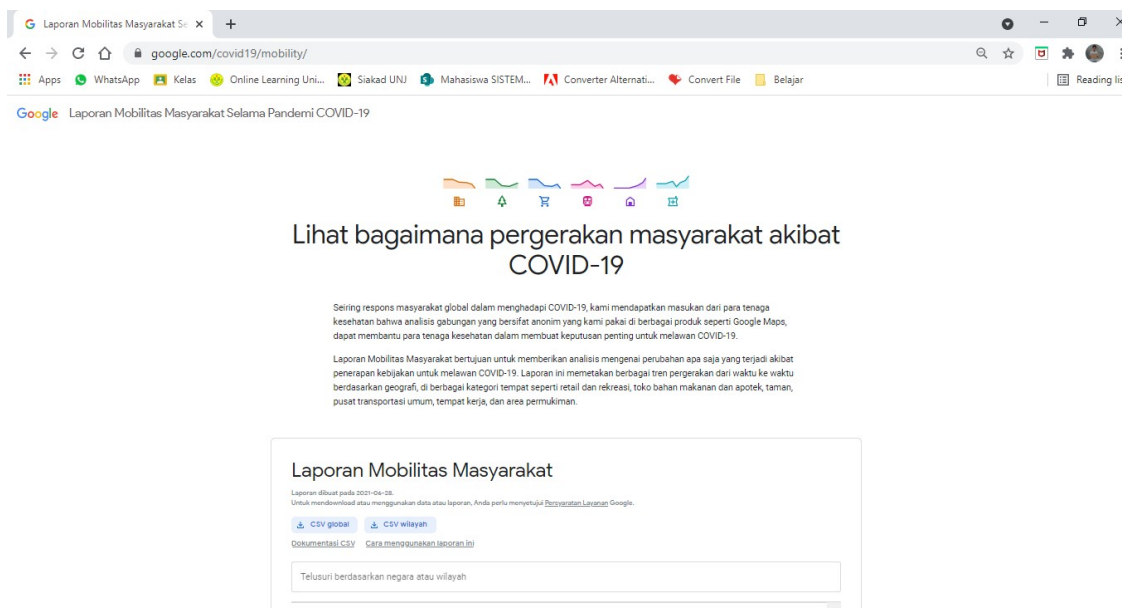 Laporan Mobilitas Masyarakat Se
google.com/covid19/mobility/
Apps WhatsApp Kelas Online Learning Uni... Siakad UNJ Mahasiswa SISTEM... Converter Alternati... Convert File Belajar Reading lis
Google Laporan Mobilitas Masyarakat Selama Pandemi COVID-19
Lihat bagaimana pergerakan masyarakat akibat
COVID-19
Seiring respons masyarakat global dalam menghadapi COVID-19, kami mendapatkan masukan dari para tenaga
kesehatan bahwa analisis gabungan yang bersifat anonim yang kami pakai di berbagai produk seperti Google Maps,
dapat membantu para tenaga kesehatan dalam membuat keputusan penting untuk melawan COVID-19.
Laporan Mobilitas Masyarakat bertujuan untuk memberikan analisis mengenai perubahan apa saja yang terjadi akibat
penerapan kebijakan untuk melawan COVID-19. Laporan ini memetakan berbagai tren pergerakan dari waktu ke waktu
berdasarkan geografi, di berbagai kategori tempat seperti retail dan rekreasi, toko bahan makanan dan apotek, taman,
pusat transportasi umum, tempat kerja, dan area permukiman.
Laporan Mobilitas Masyarakat
Laporan dibuat pada 2021-06-28.
Untuk mendownload atau menggunakan data atau laporan, Anda perlu menyetujui Persyaratan Layanan Google.
CSV global CSV wilayah
Dokumentasi CSV Cara menggunakan laporan ini
Telusuri berdasarkan negara atau wilayah